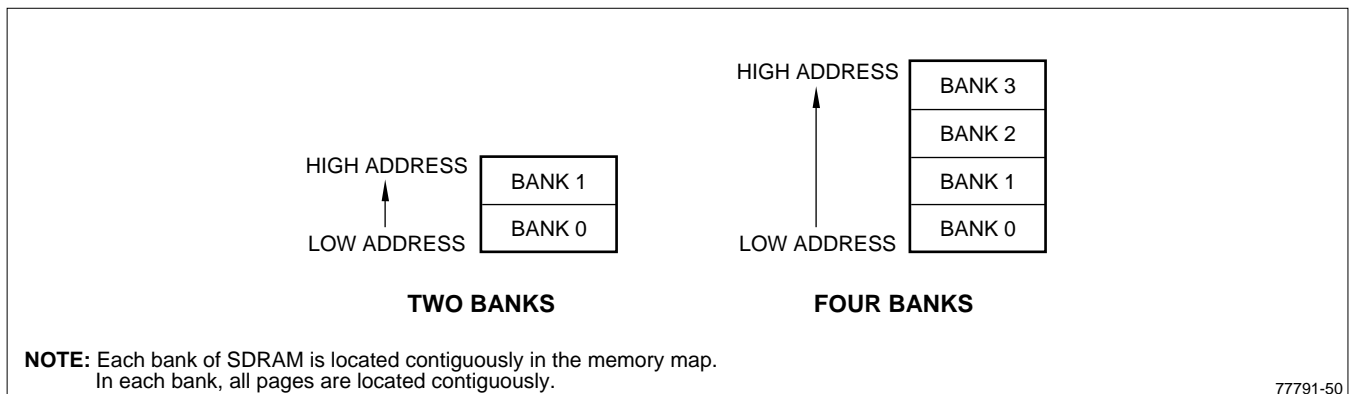 HIGH ADDRESS
BANK 1
BANK 0
LOW ADDRESS
TWO BANKS
HIGH ADDRESS
BANK 3
BANK 2
BANK 1
BANK 0
LOW ADDRESS
FOUR BANKS
NOTE: Each bank of SDRAM is located contiguously in the memory map.
In each bank, all pages are located contiguously.
77791-50